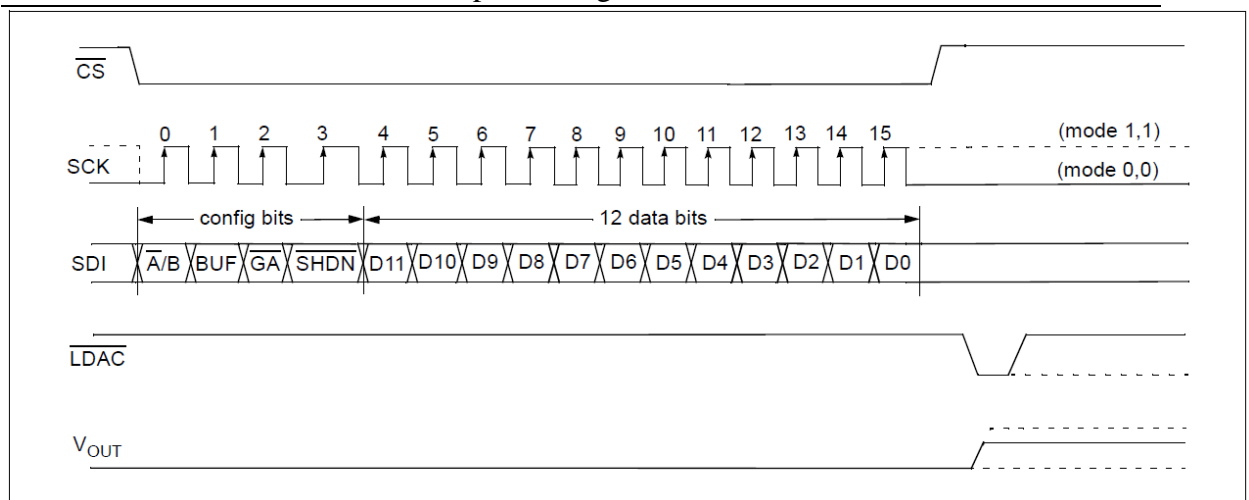 CS
0 1 2 3 4 5 6 7 8 9 10 11 12 13 14 15 (mode 1,1)
SCK (mode 0,0)
config bits 12 data bits
SDI A/B BUF GA SHDN D11 D10 D9 D8 D7 D6 D5 D4 D3 D2 D1 D0
LDAC
VOUT